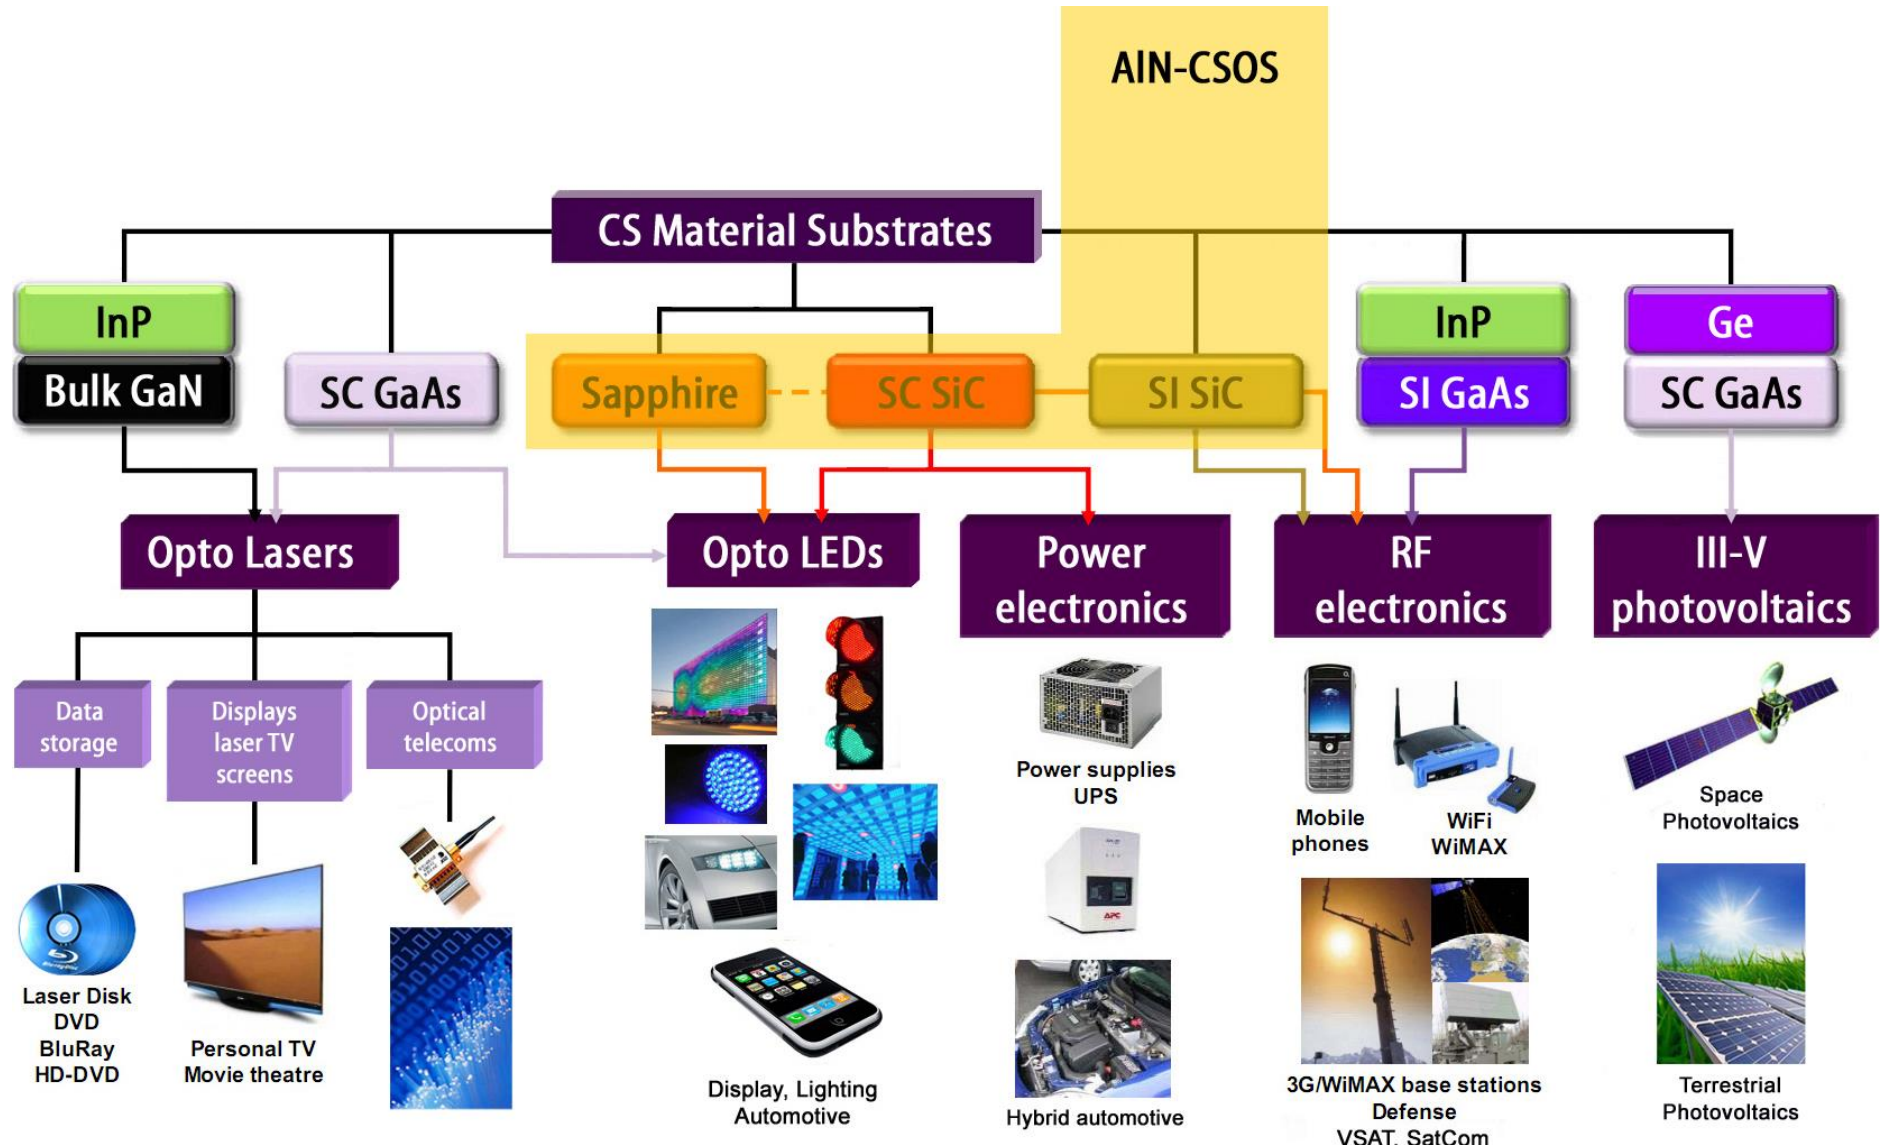 AlN-CSOS
CS Material Substrates
InP
Bulk GaN
SC GaAs
Sapphire
SC SiC
SI SiC
InP
SI GaAs
Ge
SC GaAs
Opto Lasers
Opto LEDs
Power
electronics
RF
electronics
III-V
photovoltaics
Data
storage
Displays
laser TV
screens
Optical
telecoms
Laser Disk
DVD
BluRay
HD-DVD
Personal TV
Movie theatre
Display, Lighting
Automotive
Power supplies
UPS
APC
Hybrid automotive
Mobile
phones
WiFi
WiMAX
3G/WiMAX base stations
Defense
VSAT, SatCom
Space
Photovoltaics
Terrestrial
Photovoltaics